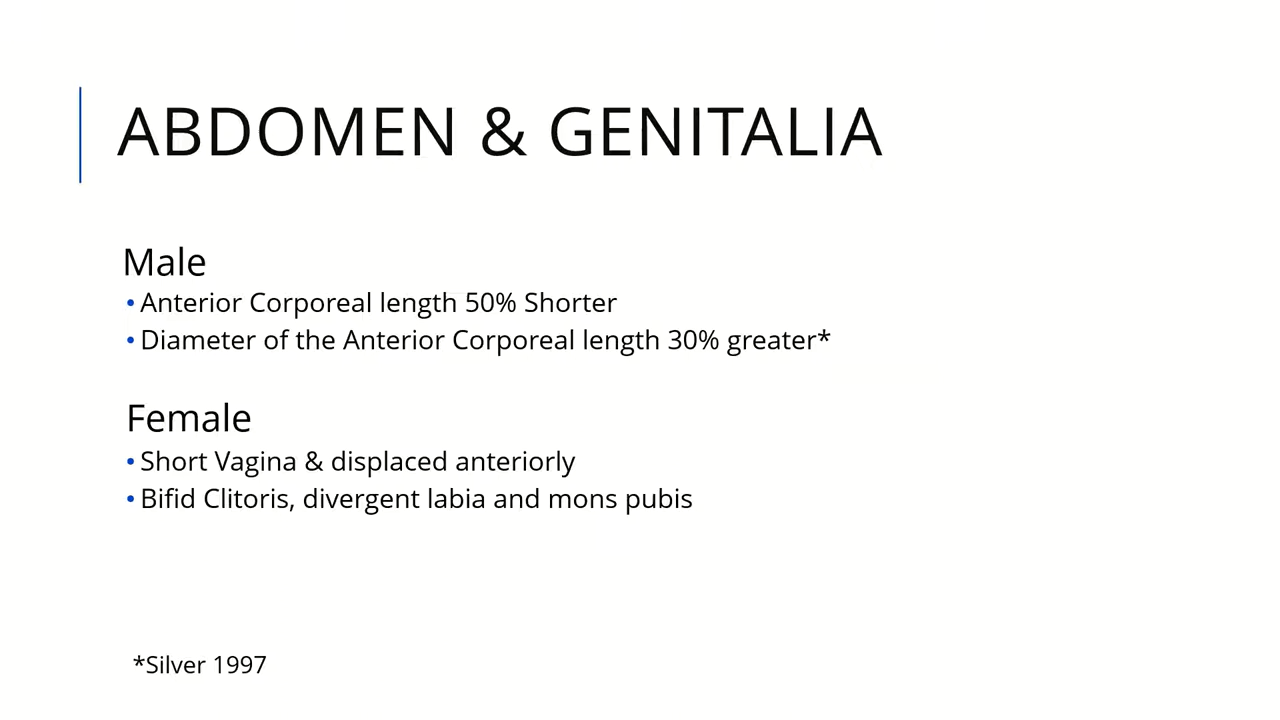 ABDOMEN & GENITALIA
Male
• Anterior Corporeal length 50% Shorter
• Diameter of the Anterior Corporeal length 30% greater*
Female
• Short Vagina & displaced anteriorly
• Bifid Clitoris, divergent labia and mons pubis
*Silver 1997